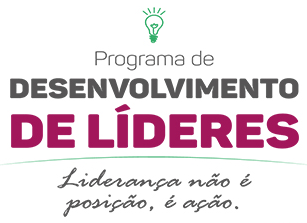 Programa de
DESENVOLVIMENTO
DE LÍDERES
Liderança não é
posição, é ação.